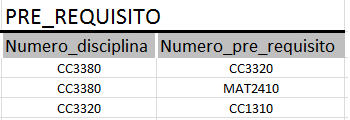 PRE_REQUISITO
Numero_disciplina Numero_pre_requisito
CC3380 CC3320
CC3380 MAT2410
CC3320 CC1310